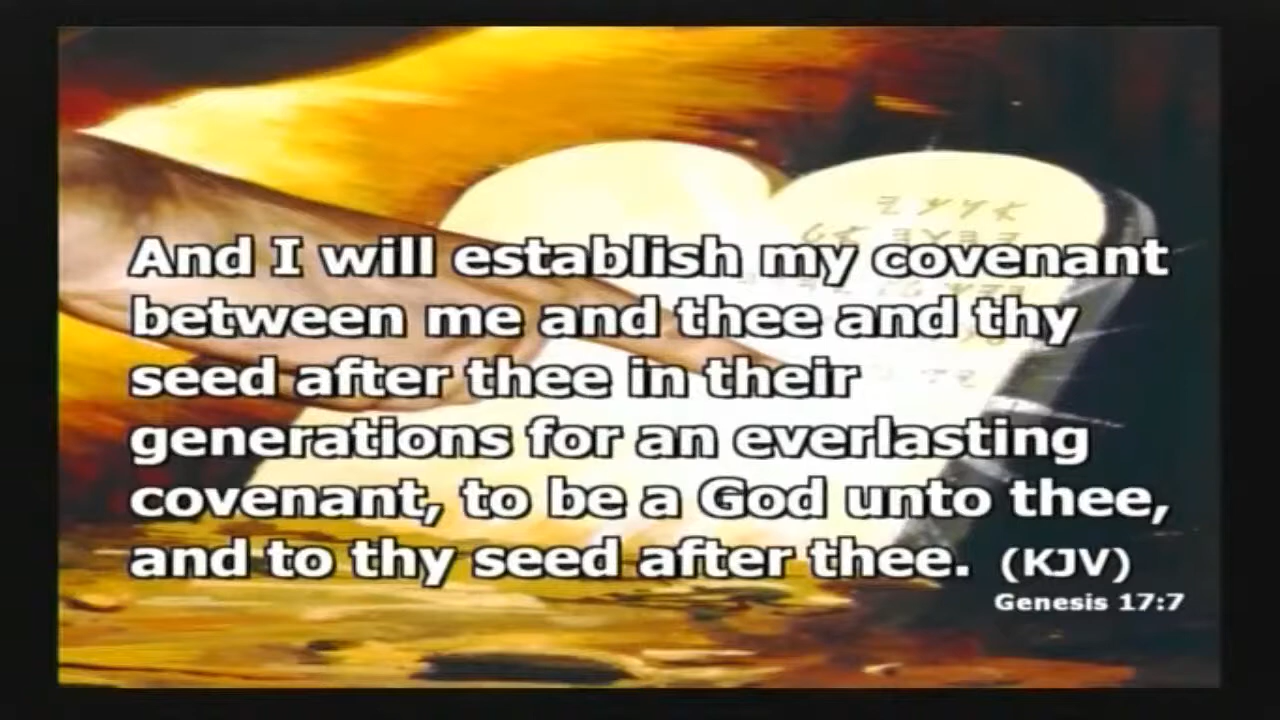 And I will establish my covenant
between me and thee and thy
seed after thee in their
generations for an everlasting
covenant, to be a God unto thee,
and to thy seed after thee. (KJV)
Genesis 17:7